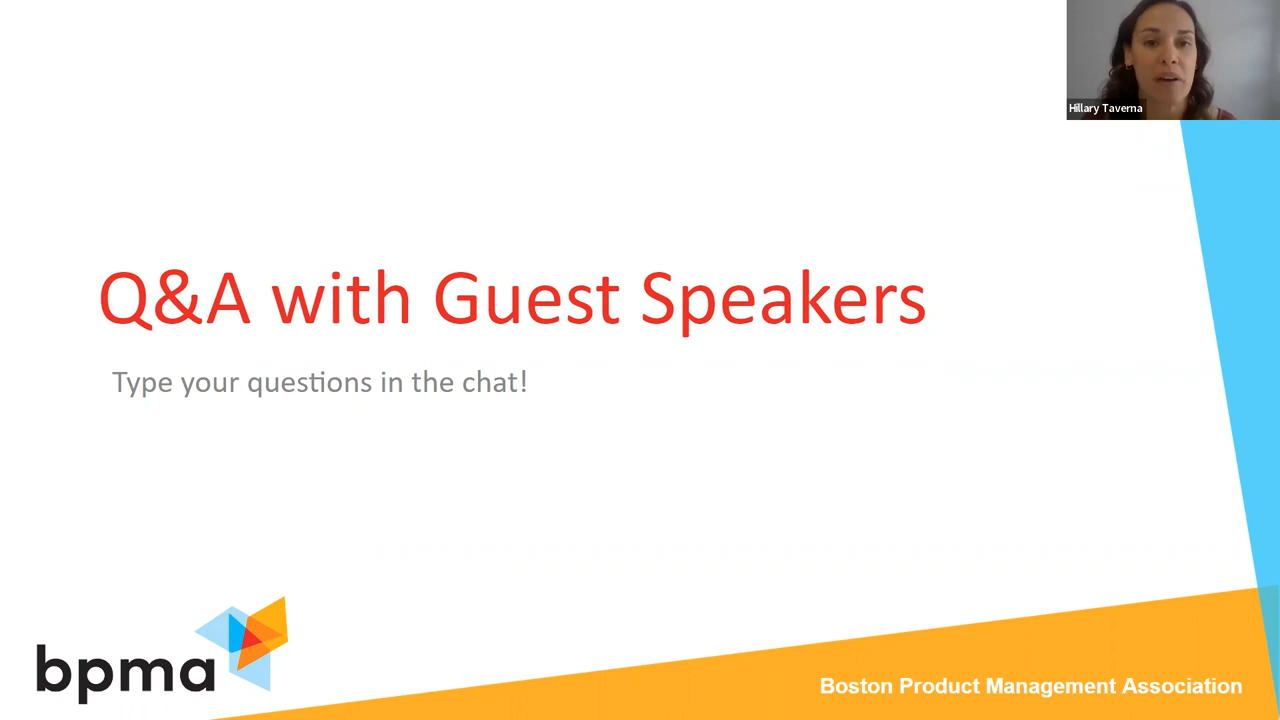 Hillary Taverna
Q&A with Guest Speakers
Type your questions in the chat!
bpma
Boston Product Management Association